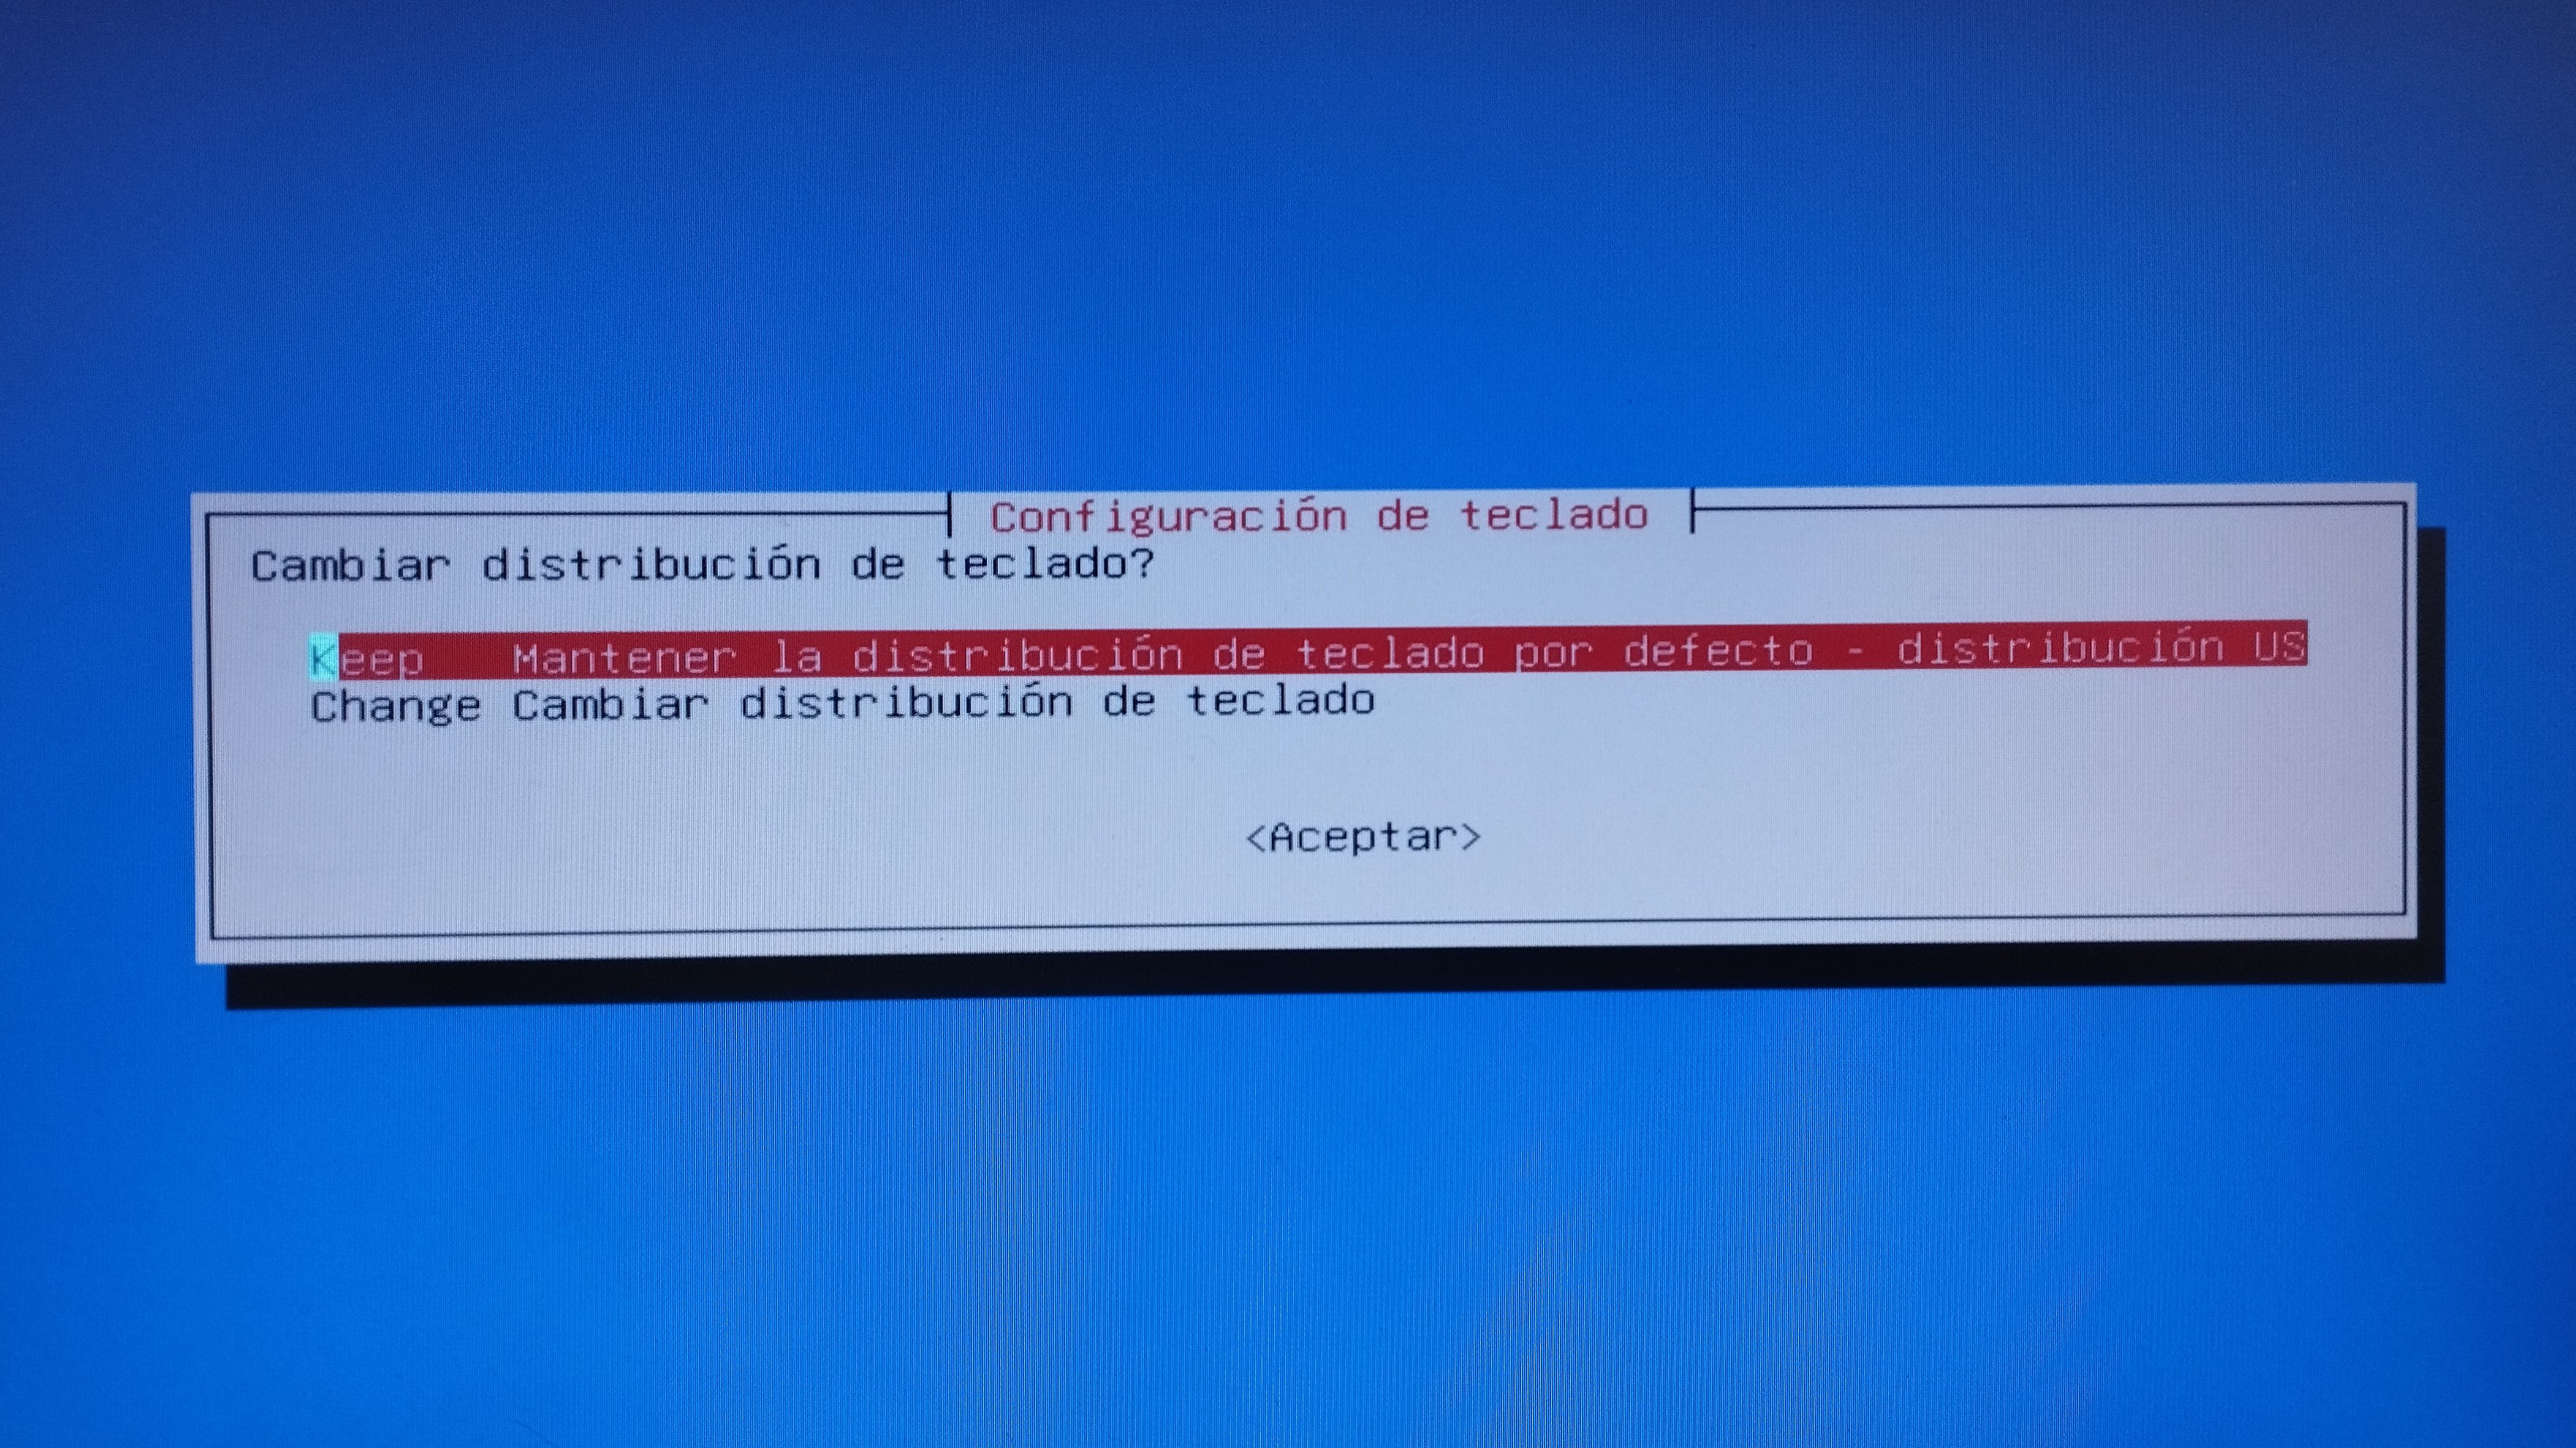 Configuración de teclado
Cambiar distribución de teclado?
Keep   Mantener la distribución de teclado por defecto - distribución US
Change Cambiar distribución de teclado
<Aceptar>